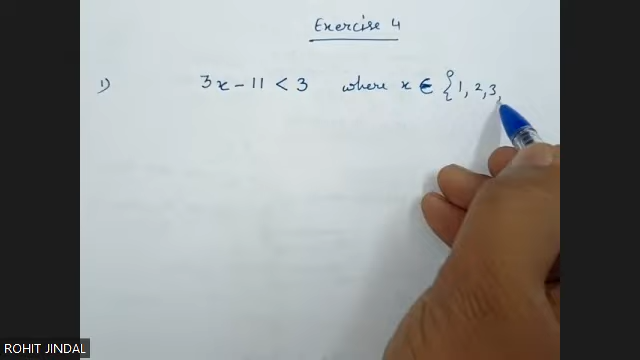 Exercise 4
1) 3x - 11 < 3 where x ∈ {1, 2, 3,
ROHIT JINDAL